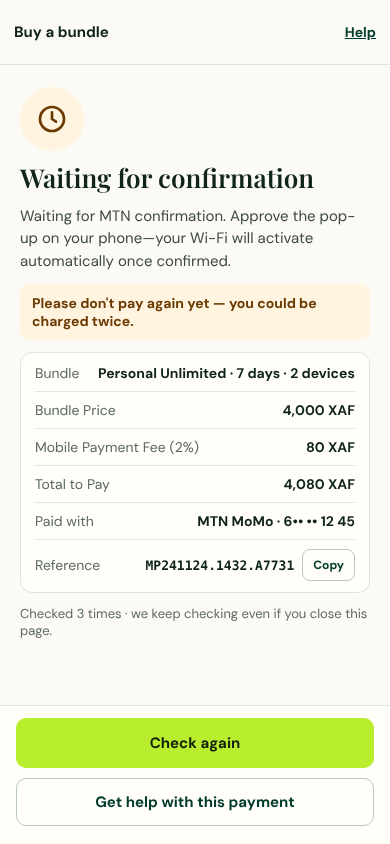 Buy a bundle
Help
Waiting for confirmation
Waiting for MTN confirmation. Approve the pop-
up on your phone—your Wi-Fi will activate
automatically once confirmed.
Please don't pay again yet — you could be
charged twice.
Bundle Personal Unlimited · 7 days · 2 devices
Bundle Price 4,000 XAF
Mobile Payment Fee (2%) 80 XAF
Total to Pay 4,080 XAF
Paid with MTN MoMo · 6•• •• 12 45
Reference MP241124.1432.A7731 Copy
Checked 3 times · we keep checking even if you close this
page.
Check again
Get help with this payment